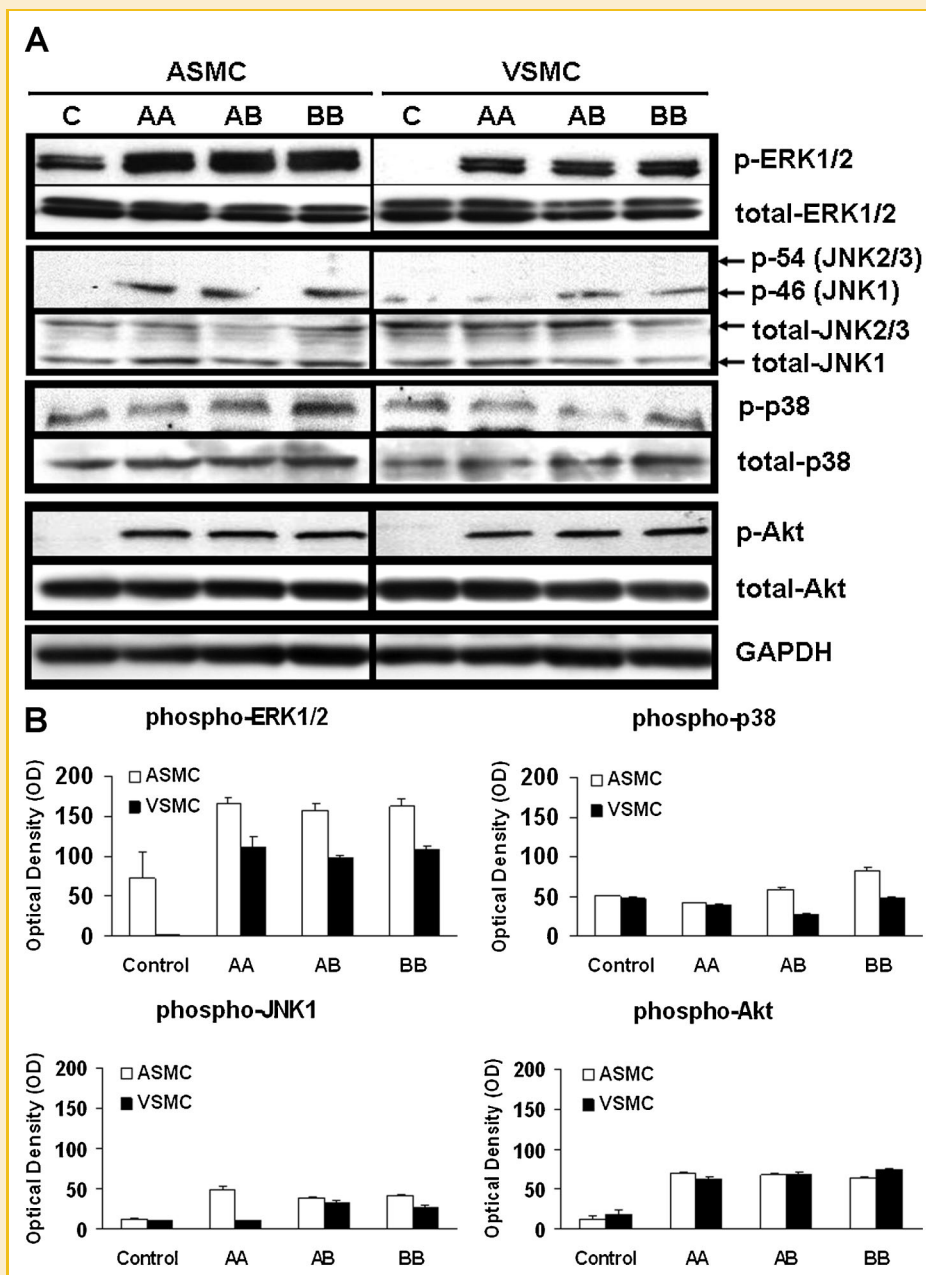 A
ASMC VSMC
C AA AB BB C AA AB BB
p-ERK1/2
total-ERK1/2
p-54 (JNK2/3)
p-46 (JNK1)
total-JNK2/3
total-JNK1
p-p38
total-p38
p-Akt
total-Akt
GAPDH
B
phospho-ERK1/2
Optical Density (OD)
200
150
100
50
0
ASMC
VSMC
Control AA AB BB
phospho-p38
Optical Density (OD)
200
150
100
50
0
ASMC
VSMC
Control AA AB BB
phospho-JNK1
Optical Density (OD)
200
150
100
50
0
ASMC
VSMC
Control AA AB BB
phospho-Akt
Optical Density (OD)
200
150
100
50
0
ASMC
VSMC
Control AA AB BB